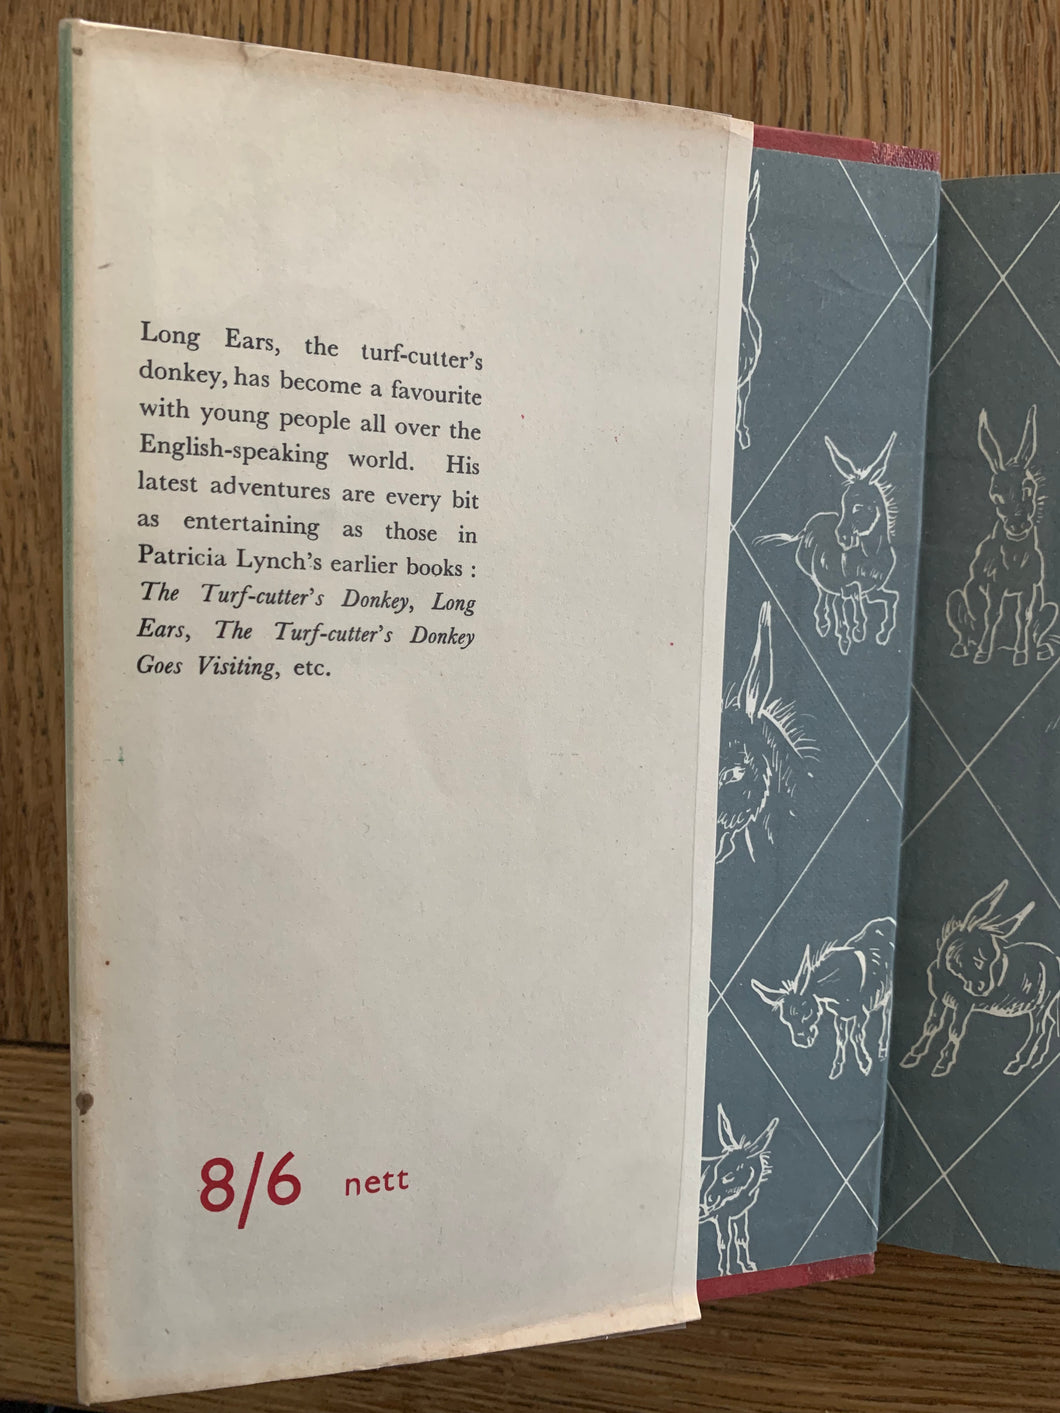 Long Ears, the turf-cutter's
donkey, has become a favourite
with young people all over the
English-speaking world. His
latest adventures are every bit
as entertaining as those in
Patricia Lynch's earlier books :
The Turf-cutter's Donkey, Long
Ears, The Turf-cutter's Donkey
Goes Visiting, etc.
8/6 nett